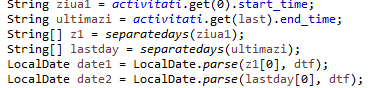 String ziua1 = activitati.get(0).start_time;
String ultimazi = activitati.get(last).end_time;
String[] z1 = separatedays(ziua1);
String[] lastday = separatedays(ultimazi);
LocalDate date1 = LocalDate.parse(z1[0], dtf);
LocalDate date2 = LocalDate.parse(lastday[0], dtf);